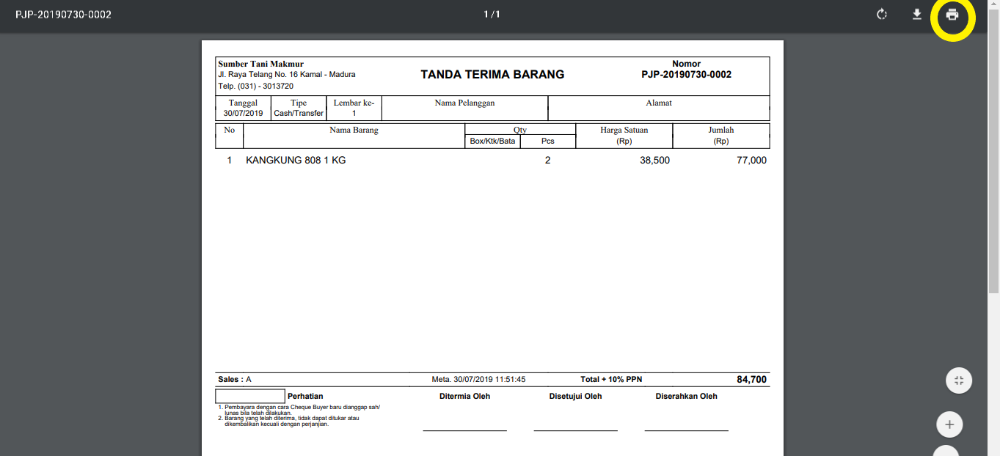 PJP-20190730-0002
1 / 1
Sumber Tani Makmur
Jl. Raya Telang No. 16 Kamal - Madura
Telp. (031) - 3013720
TANDA TERIMA BARANG
Nomor
PJP-20190730-0002
Tanggal Tipe Lembar ke- Nama Pelanggan Alamat
30/07/2019 Cash/Transfer 1
No Nama Barang Qty Harga Satuan Jumlah
Box/Ktk/Bata Pcs (Rp) (Rp)
1 KANGKUNG 808 1 KG 2 38,500 77,000
Sales : A Meta. 30/07/2019 11:51:45 Total + 10% PPN 84,700
Perhatian Ditermia Oleh Disetujui Oleh Diserahkan Oleh
1. Pembayara dengan cara Cheque Buyer baru dianggap sah/
lunas bila telah dilakukan.
2. Barang yang telah diterima, tidak dapat ditukar atau
dikembalikan kecuali dengan perjanjian.